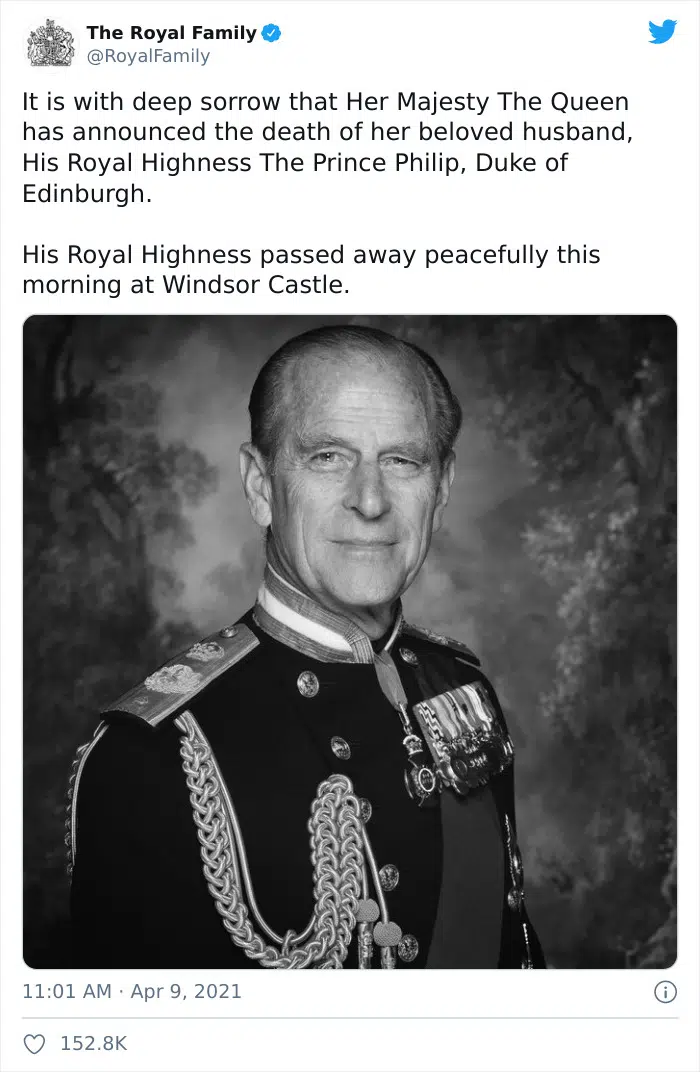 The Royal Family
@RoyalFamily
It is with deep sorrow that Her Majesty The Queen
has announced the death of her beloved husband,
His Royal Highness The Prince Philip, Duke of
Edinburgh.
His Royal Highness passed away peacefully this
morning at Windsor Castle.
11:01 AM · Apr 9, 2021
152.8K